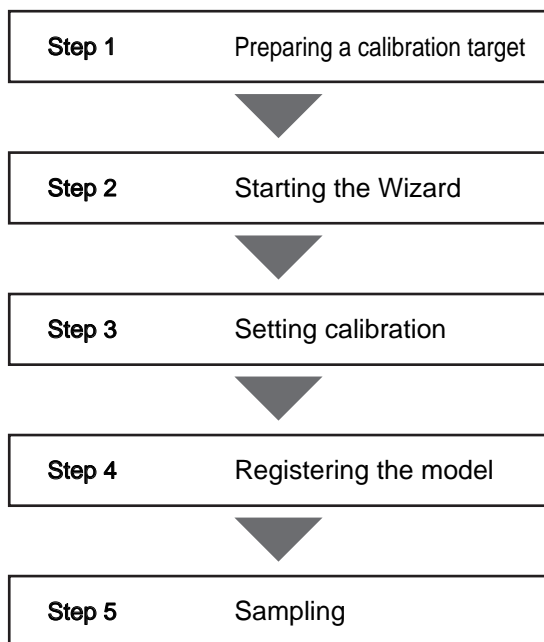 Step 1 Preparing a calibration target
Step 2 Starting the Wizard
Step 3 Setting calibration
Step 4 Registering the model
Step 5 Sampling